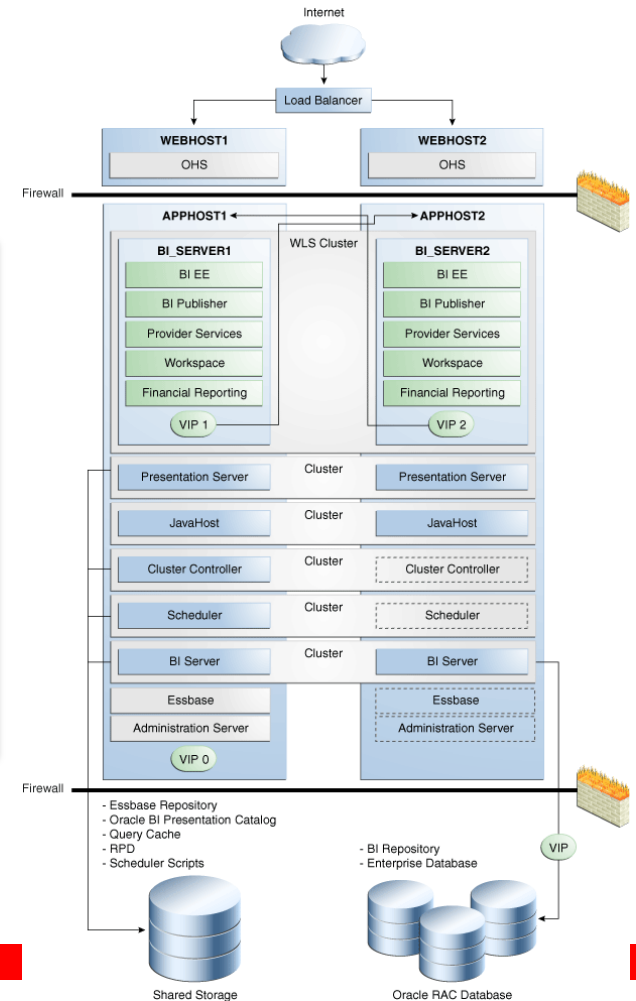 Internet
Load Balancer
WEBHOST1
WEBHOST2
OHS
OHS
Firewall
APPHOST1
APPHOST2
WLS Cluster
BI_SERVER1
BI_SERVER2
BI EE
BI EE
BI Publisher
BI Publisher
Provider Services
Provider Services
Workspace
Workspace
Financial Reporting
Financial Reporting
VIP 1
VIP 2
Cluster
Presentation Server
Presentation Server
Cluster
JavaHost
JavaHost
Cluster
Cluster Controller
Cluster Controller
Cluster
Scheduler
Scheduler
Cluster
BI Server
BI Server
Essbase
Essbase
Administration Server
Administration Server
VIP 0
Firewall
- Essbase Repository
- Oracle BI Presentation Catalog
- Query Cache
- RPD
- Scheduler Scripts
- BI Repository
- Enterprise Database
VIP
Shared Storage
Oracle RAC Database